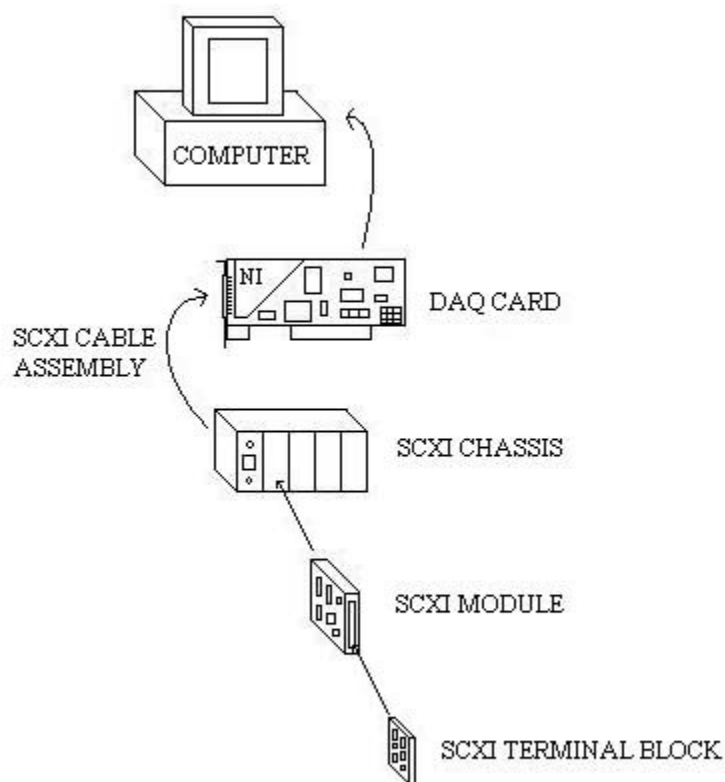 COMPUTER
NI
DAQ CARD
SCXI CABLE
ASSEMBLY
SCXI CHASSIS
SCXI MODULE
SCXI TERMINAL BLOCK